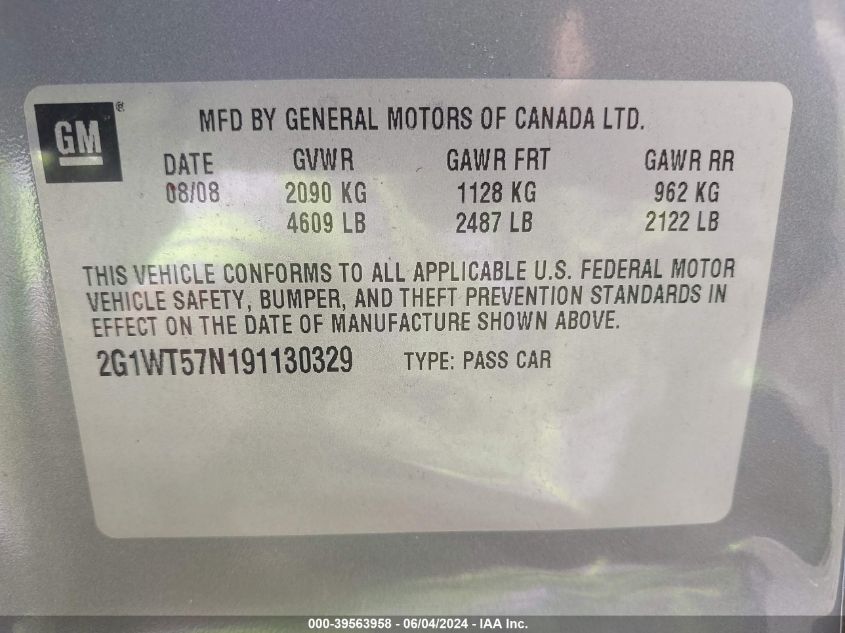 GM ®
MFD BY GENERAL MOTORS OF CANADA LTD.
DATE GVWR GAWR FRT GAWR RR
08/08 2090 KG 1128 KG 962 KG
4609 LB 2487 LB 2122 LB
THIS VEHICLE CONFORMS TO ALL APPLICABLE U.S. FEDERAL MOTOR
VEHICLE SAFETY, BUMPER, AND THEFT PREVENTION STANDARDS IN
EFFECT ON THE DATE OF MANUFACTURE SHOWN ABOVE.
2G1WT57N191130329 TYPE: PASS CAR
000-39563958 - 06/04/2024 - IAA Inc.